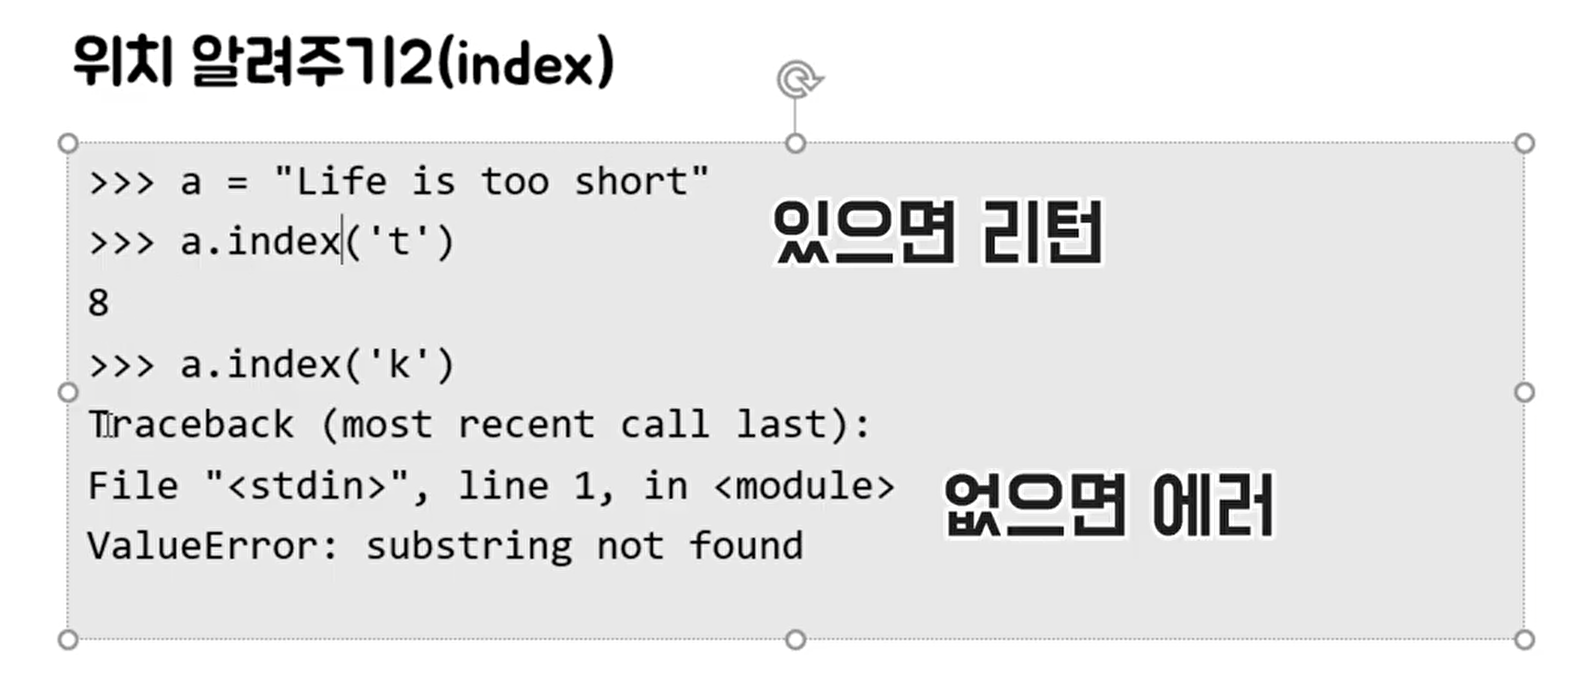 위치 알려주기2(index)
>>> a = "Life is too short"
>>> a.index('t')
있으면 리턴
8
>>> a.index('k')
Traceback (most recent call last):
File "<stdin>", line 1, in <module>
없으면 에러
ValueError: substring not found